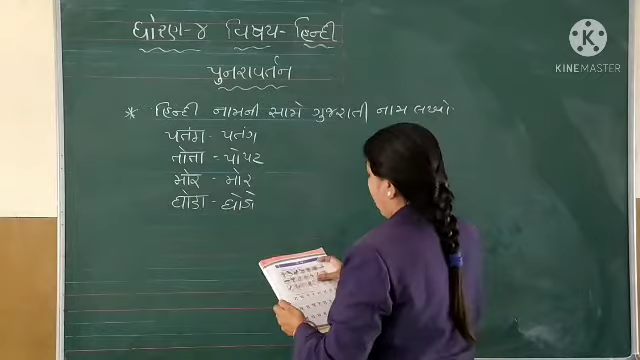 ધોરણ-૪ વિષય- हिन्दी
પુનરાવર્તન
* હિન્દી નામની સામે ગુજરાતી નામ લખો.
पतंग - પતંગ
तोता - પોપટ
मोर - મોર
घोडा - ઘોડો
KINEMASTER